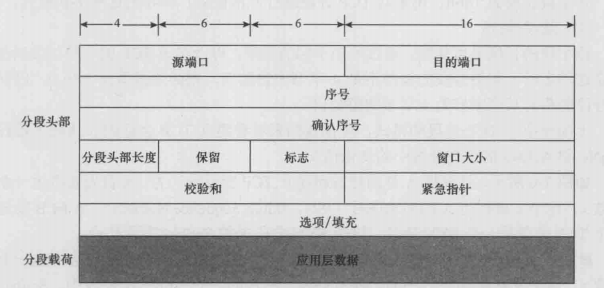 4 6 6 16
源端口 目的端口
序号
分段头部
确认序号
分段头部长度 保留 标志 窗口大小
校验和 紧急指针
选项/填充
分段载荷 应用层数据